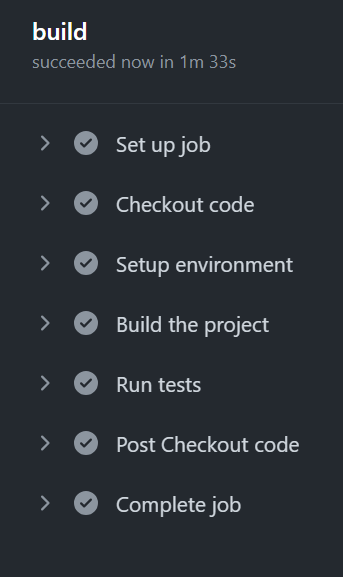 build
succeeded now in 1m 33s
Set up job
Checkout code
Setup environment
Build the project
Run tests
Post Checkout code
Complete job